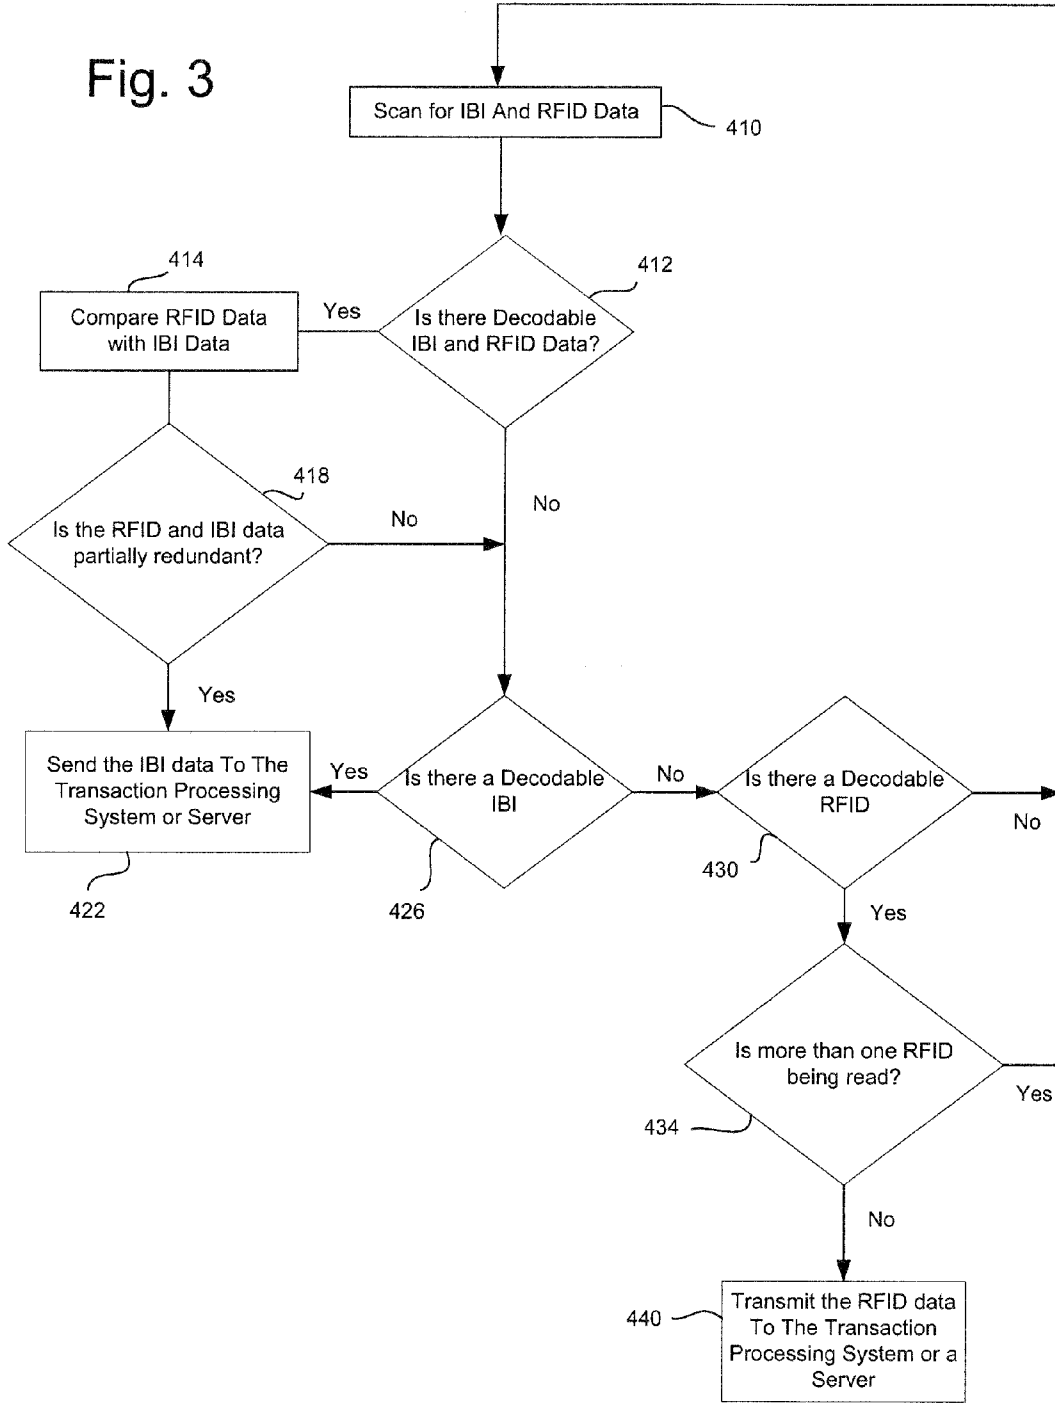 Fig. 3
Scan for IBI And RFID Data
410
414
412
Compare RFID Data
with IBI Data
Yes
Is there Decodable
IBI and RFID Data?
418
No
Is the RFID and IBI data
partially redundant?
No
Yes
Send the IBI data To The
Transaction Processing
System or Server
Yes
Is there a Decodable
IBI
No
Is there a Decodable
RFID
No
422
426
430
Yes
Is more than one RFID
being read?
Yes
434
No
440
Transmit the RFID data
To The Transaction
Processing System or a
Server